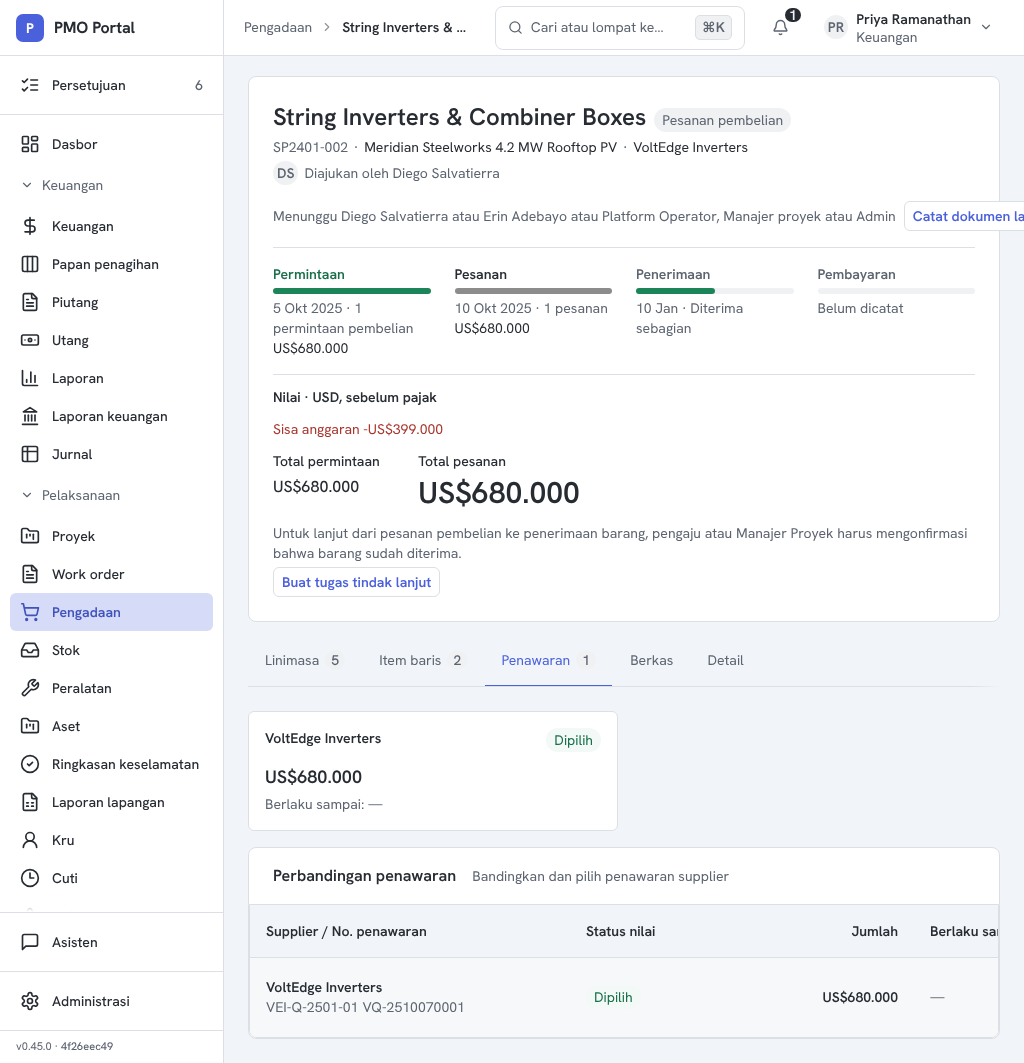 P PMO Portal
Pengadaan > String Inverters & ...
Cari atau lompat ke... ⌘K
1
PR Priya Ramanathan
Keuangan
Persetujuan 6
Dasbor
Keuangan
Keuangan
Papan penagihan
Piutang
Utang
Laporan
Laporan keuangan
Jurnal
Pelaksanaan
Proyek
Work order
Pengadaan
Stok
Peralatan
Aset
Ringkasan keselamatan
Laporan lapangan
Kru
Cuti
Asisten
Administrasi
v0.45.0 · 4f26eec49
String Inverters & Combiner Boxes Pesanan pembelian
SP2401-002 · Meridian Steelworks 4.2 MW Rooftop PV · VoltEdge Inverters
DS Diajukan oleh Diego Salvatierra
Menunggu Diego Salvatierra atau Erin Adebayo atau Platform Operator, Manajer proyek atau Admin Catat dokumen la
Permintaan
5 Okt 2025 · 1
permintaan pembelian
US$680.000
Pesanan
10 Okt 2025 · 1 pesanan
US$680.000
Penerimaan
10 Jan · Diterima
sebagian
Pembayaran
Belum dicatat
Nilai · USD, sebelum pajak
Sisa anggaran -US$399.000
Total permintaan
US$680.000
Total pesanan
US$680.000
Untuk lanjut dari pesanan pembelian ke penerimaan barang, pengaju atau Manajer Proyek harus mengonfirmasi
bahwa barang sudah diterima.
Buat tugas tindak lanjut
Linimasa 5 Item baris 2 Penawaran 1 Berkas Detail
VoltEdge Inverters Dipilih
US$680.000
Berlaku sampai: —
Perbandingan penawaran Bandingkan dan pilih penawaran supplier
Supplier / No. penawaran Status nilai Jumlah Berlaku sa
VoltEdge Inverters
VEI-Q-2501-01 VQ-2510070001
Dipilih US$680.000 —